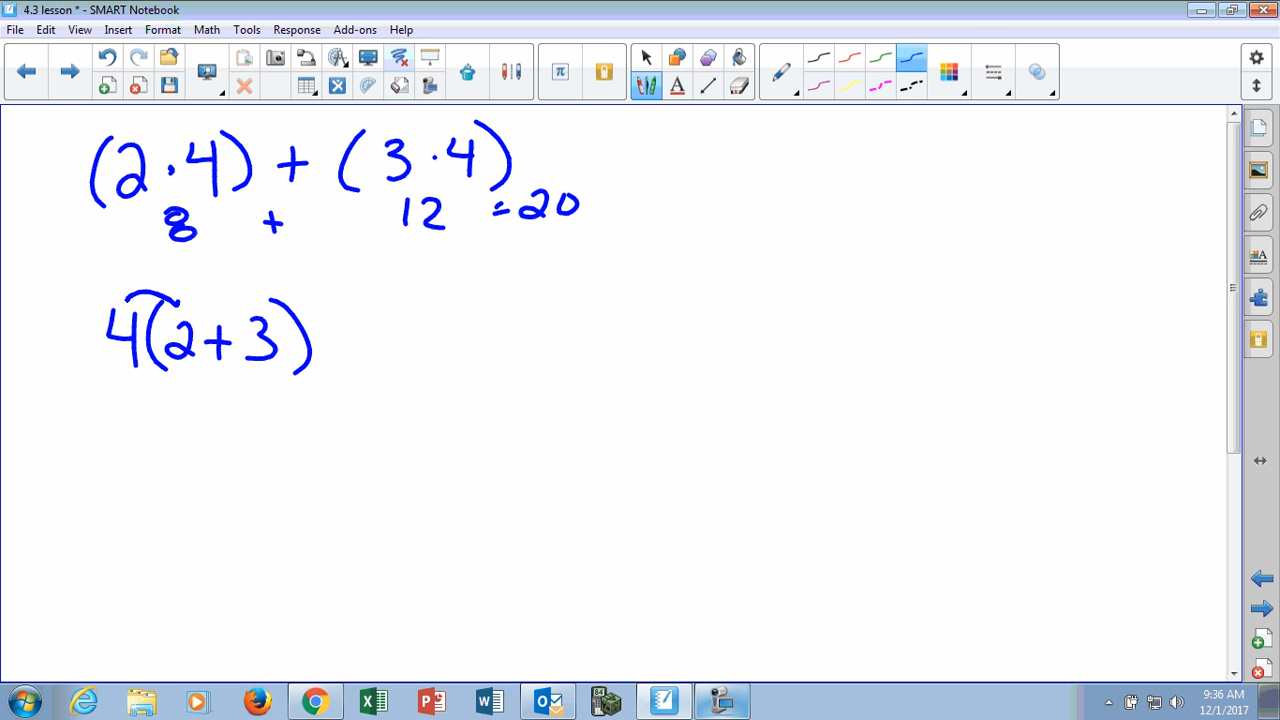 4.3 lesson * - SMART Notebook
File Edit View Insert Format Math Tools Response Add-ons Help
(2 · 4) + (3 · 4)
8 + 12 = 20
4(2 + 3)
9:36 AM
12/1/2017